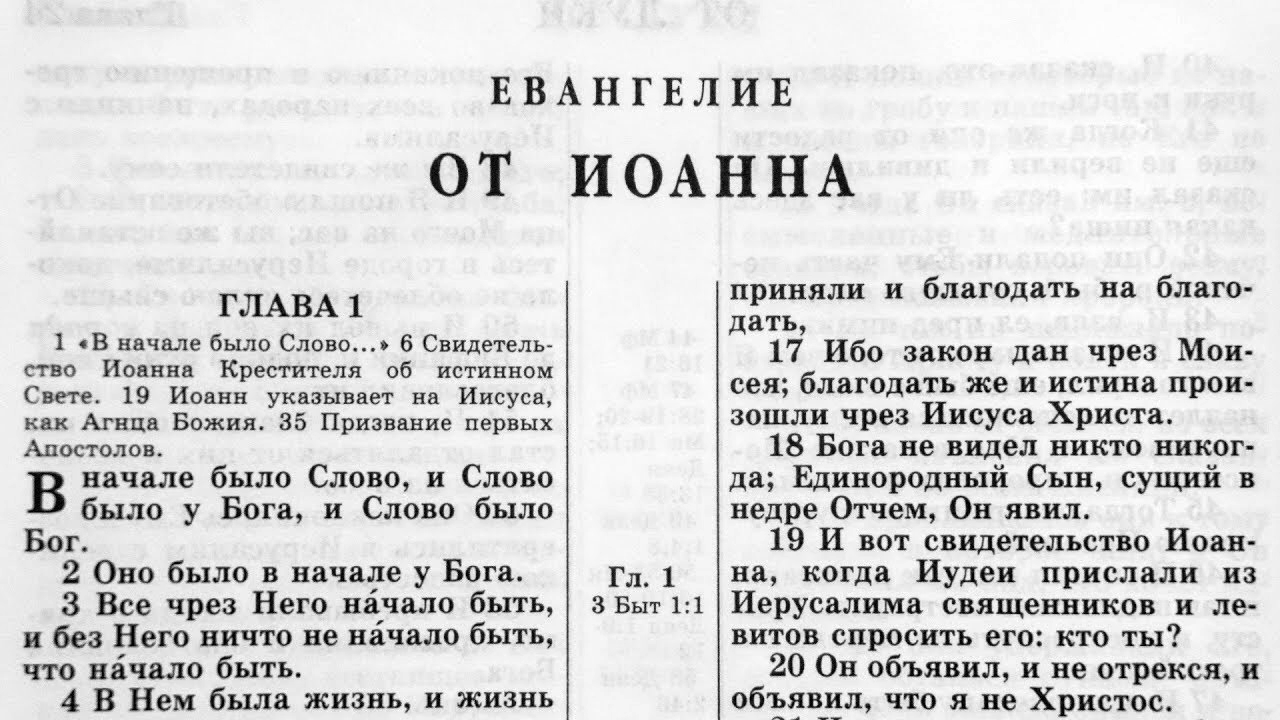 ЕВАНГЕЛИЕ
ОТ ИОАННА
ГЛАВА 1
1 «В начале было Слово...» 6 Свидетель-
ство Иоанна Крестителя об истинном
Свете. 19 Иоанн указывает на Иисуса,
как Агнца Божия. 35 Призвание первых
Апостолов.
В начале было Слово, и Слово
было у Бога, и Слово было
Бог.
2 Оно было в начале у Бога.
3 Все чрез Него на́чало быть,
и без Него ничто не на́чало быть,
что на́чало быть.
4 В Нем была жизнь, и жизнь
Гл. 1
3 Быт 1:1
приняли и благодать на благо-
дать,
17 Ибо закон дан чрез Мои-
сея; благодать же и истина прои-
зошли чрез Иисуса Христа.
18 Бога не видел никто никог-
да; Единородный Сын, сущий в
недре Отчем, Он явил.
19 И вот свидетельство Иоан-
на, когда Иудеи прислали из
Иерусалима священников и ле-
витов спросить его: кто ты?
20 Он объявил, и не отрекся, и
объявил, что я не Христос.